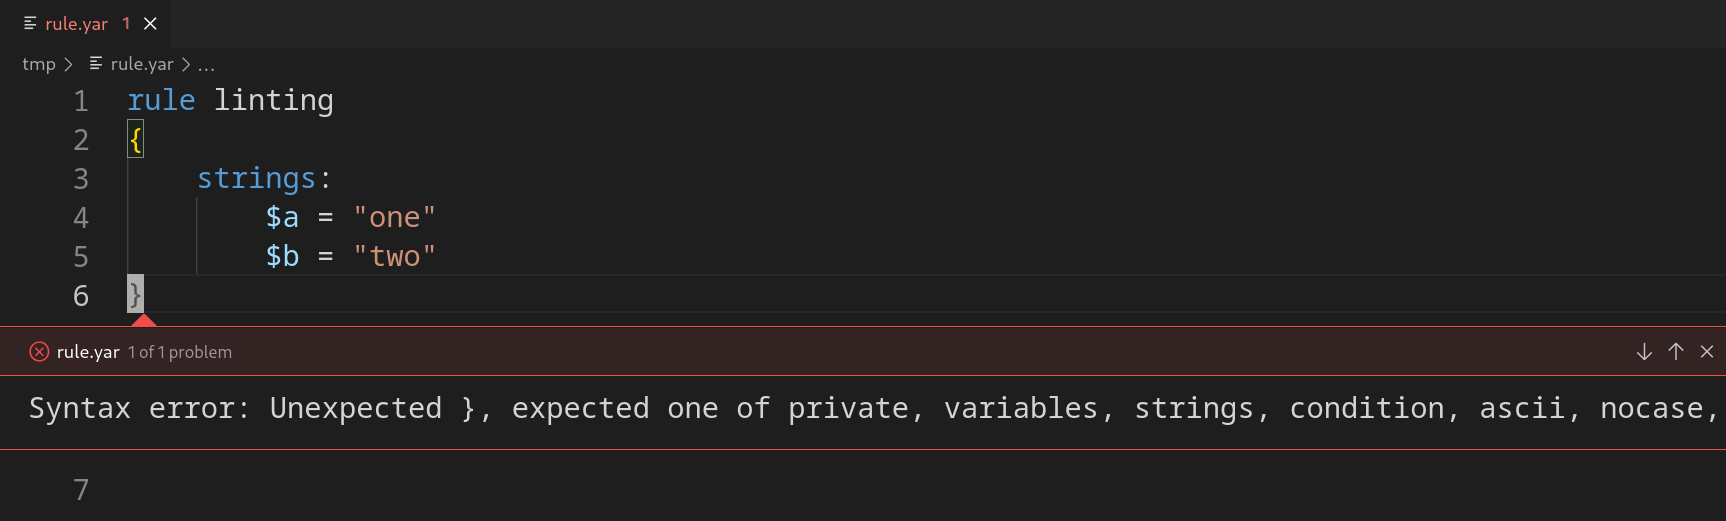 rule.yar 1
tmp > rule.yar > ...
1 rule linting
2 {
3 strings:
4 $a = "one"
5 $b = "two"
6 }
rule.yar 1 of 1 problem
Syntax error: Unexpected }, expected one of private, variables, strings, condition, ascii, nocase,
7